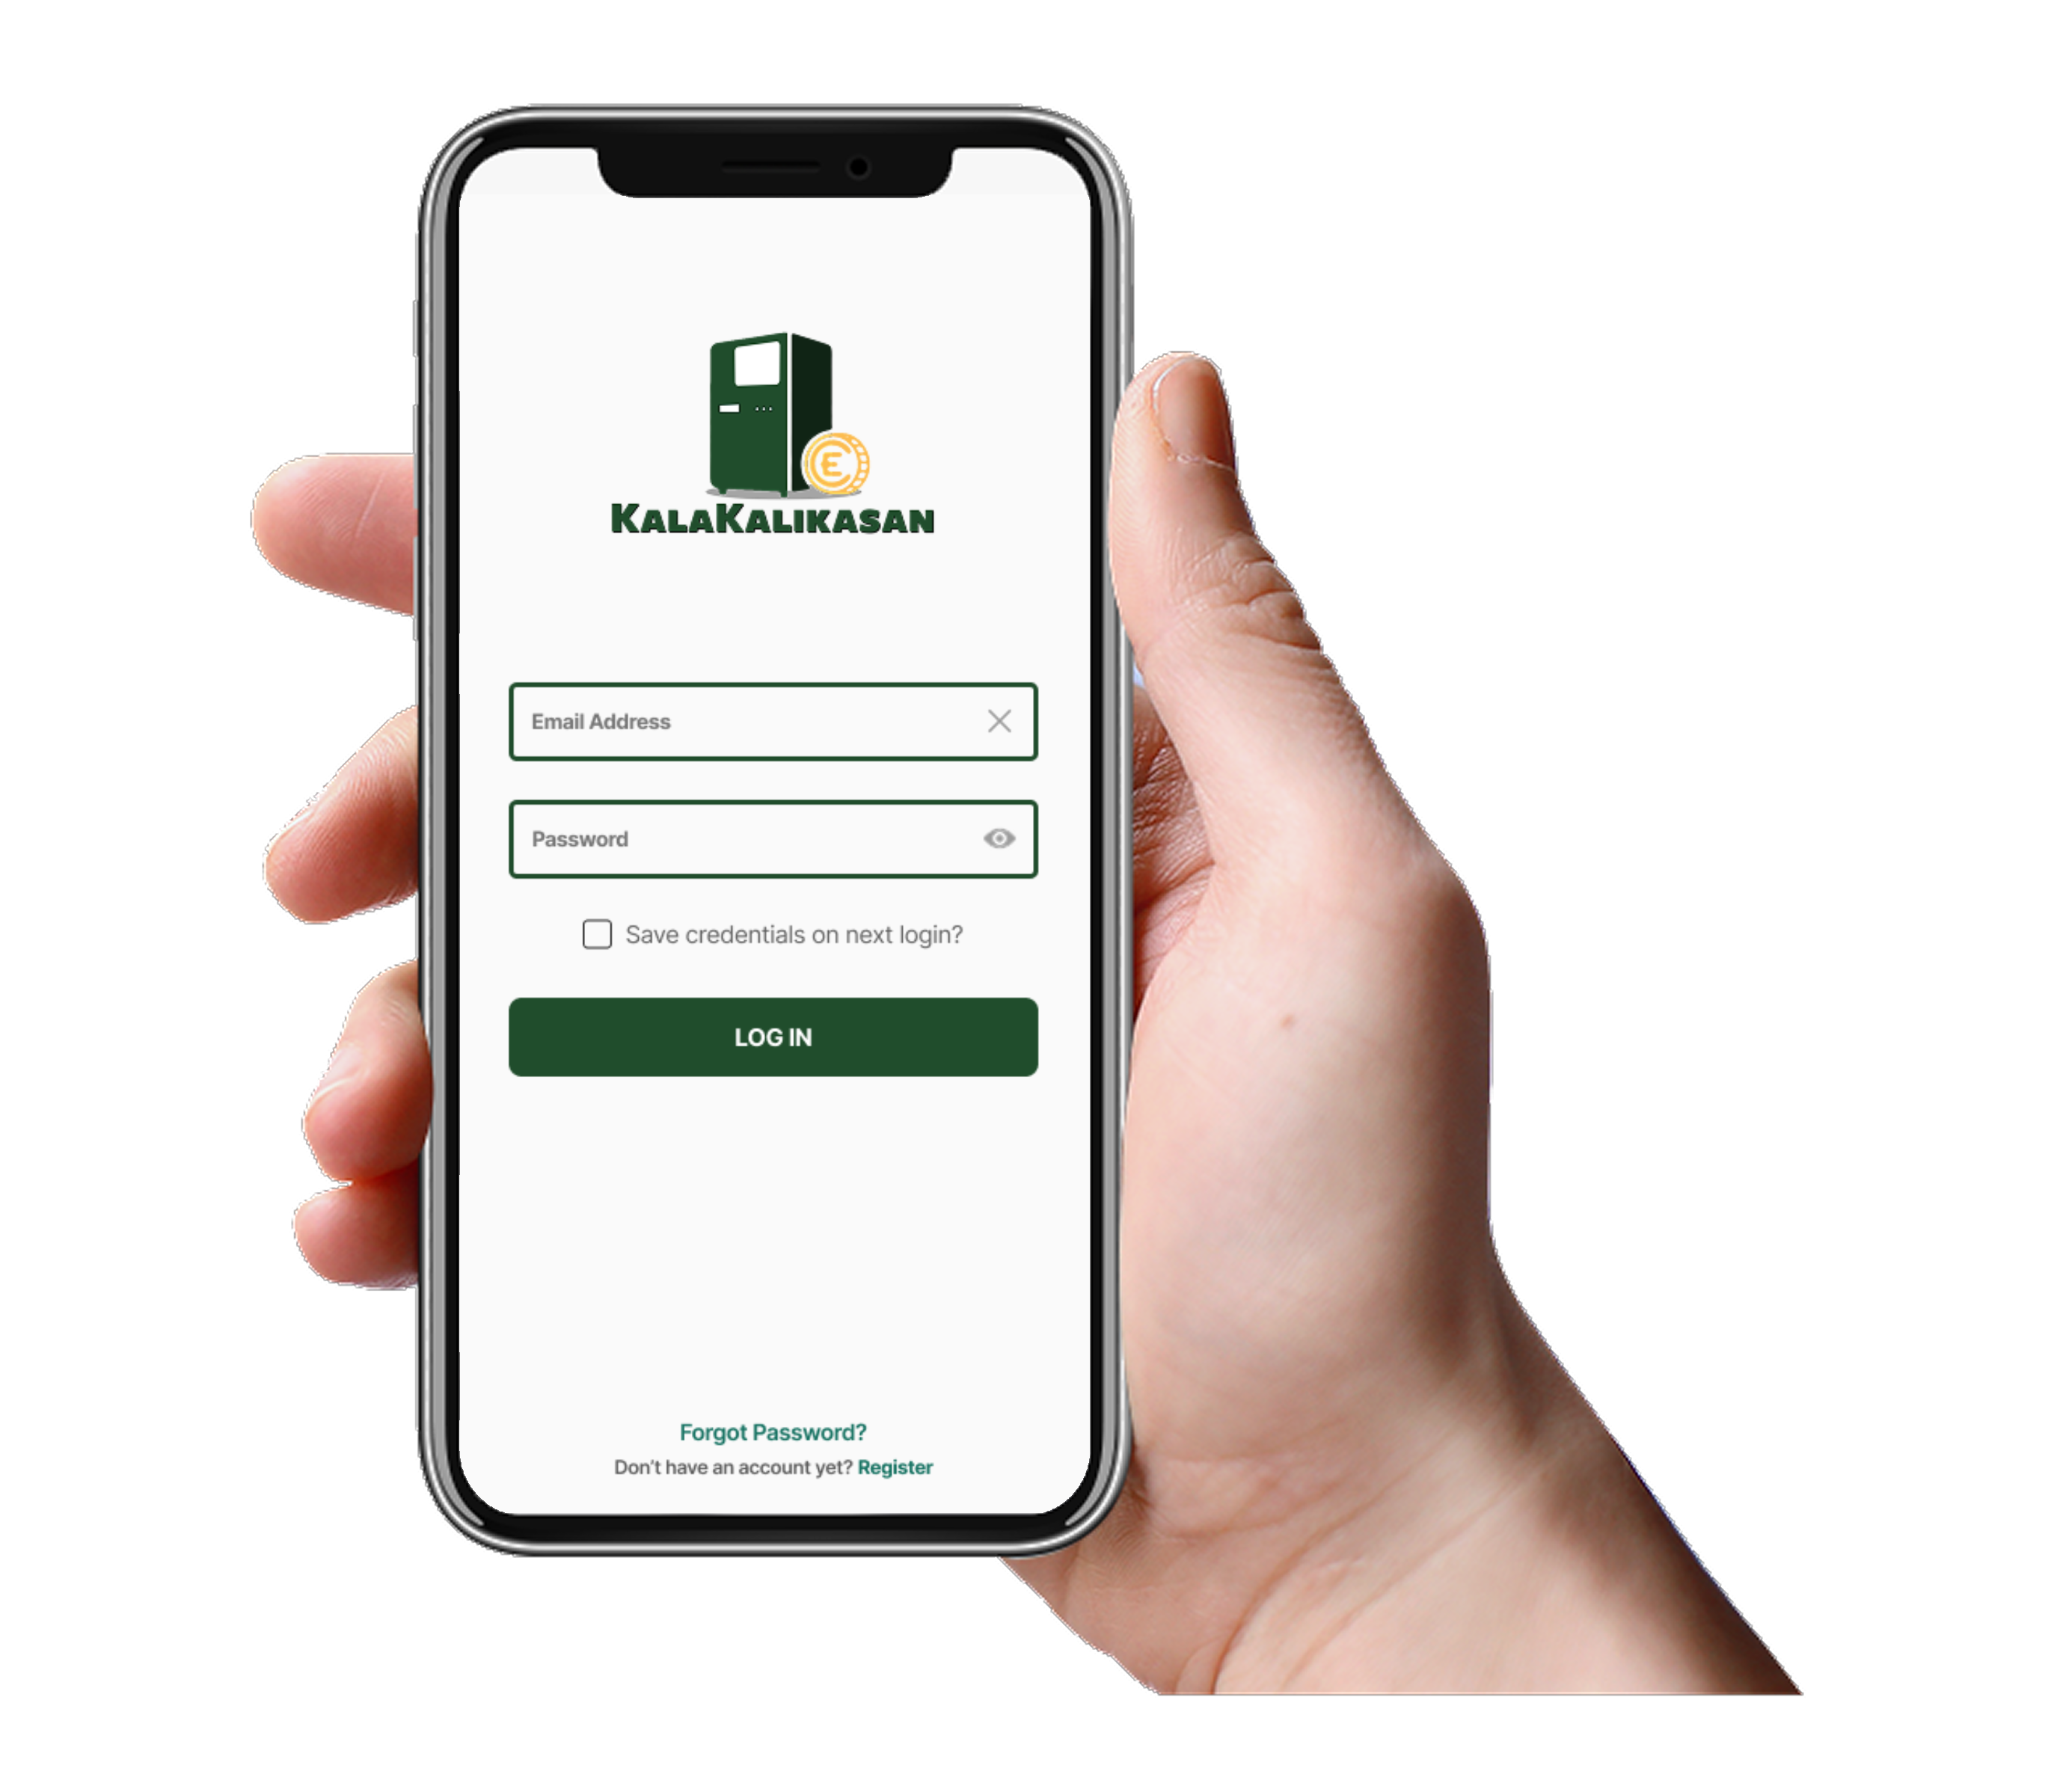 E
KALAKALIKASAN
Email Address
Password
Save credentials on next login?
LOG IN
Forgot Password?
Don't have an account yet? Register